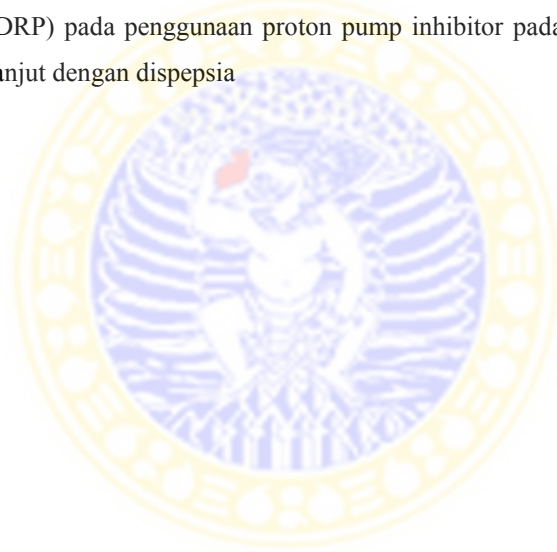 DRP) pada penggunaan proton pump inhibitor pada
anjut dengan dispepsia